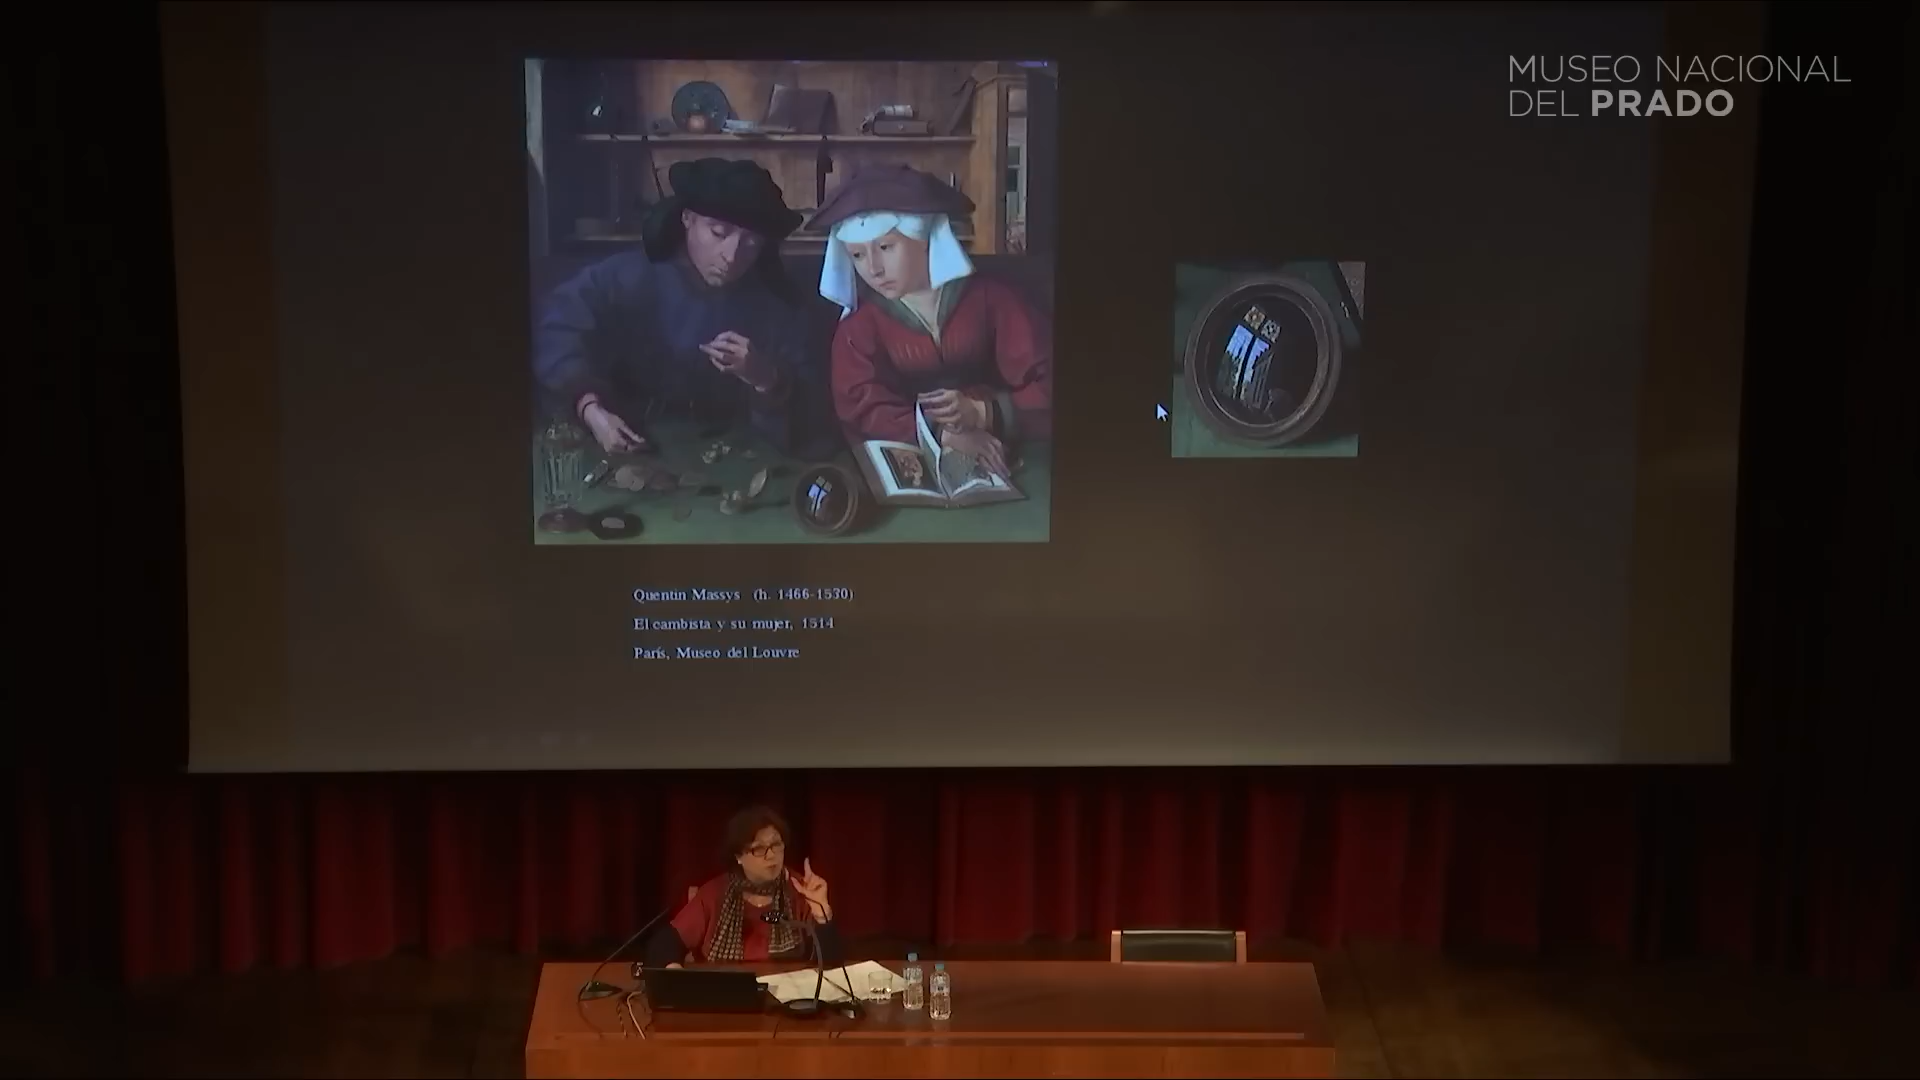 MUSEO NACIONAL
DEL PRADO
Quentin Massys (h. 1466-1530)
El cambista y su mujer, 1514
París, Museo del Louvre